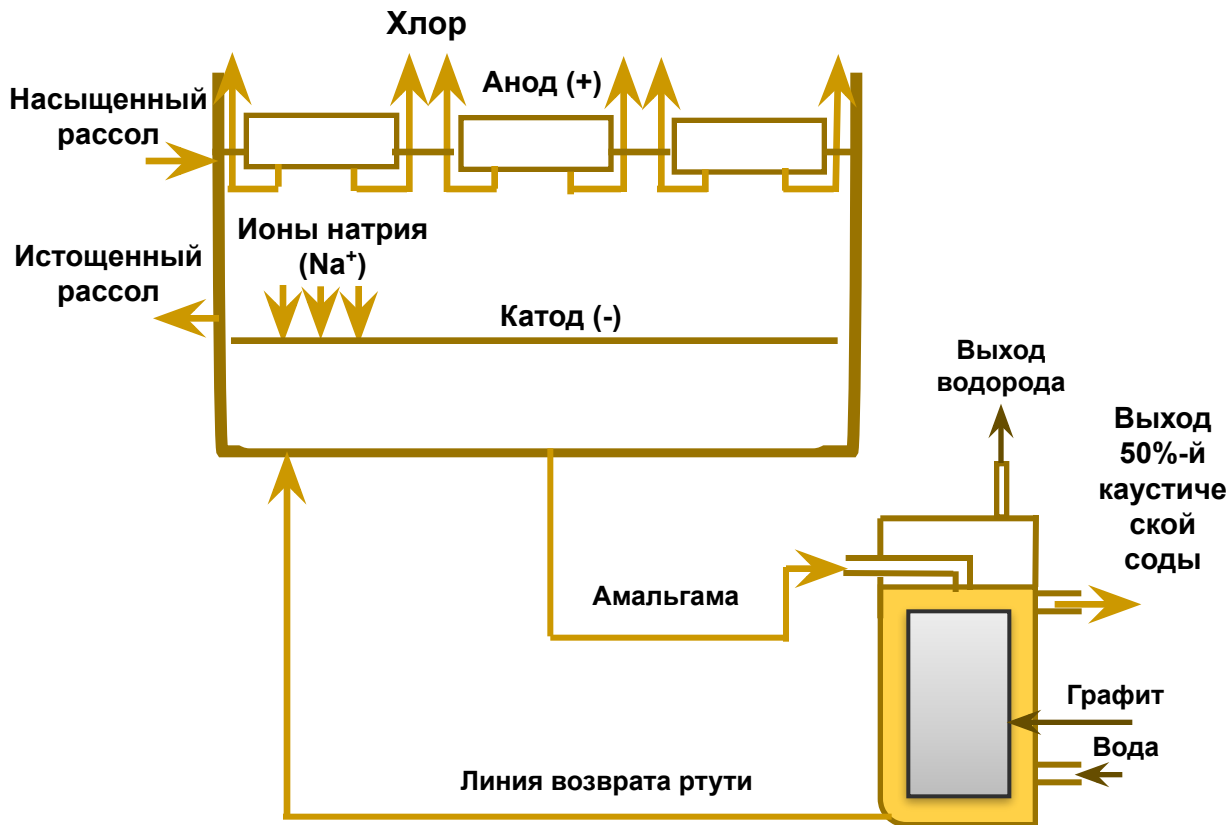 Хлор
Анод (+)
Насыщенный
рассол
Ионы натрия
(Na⁺)
Истощенный
рассол
Катод (-)
Выход
водорода
Выход
50%-й
каустиче
ской
соды
Амальгама
Графит
Вода
Линия возврата ртути